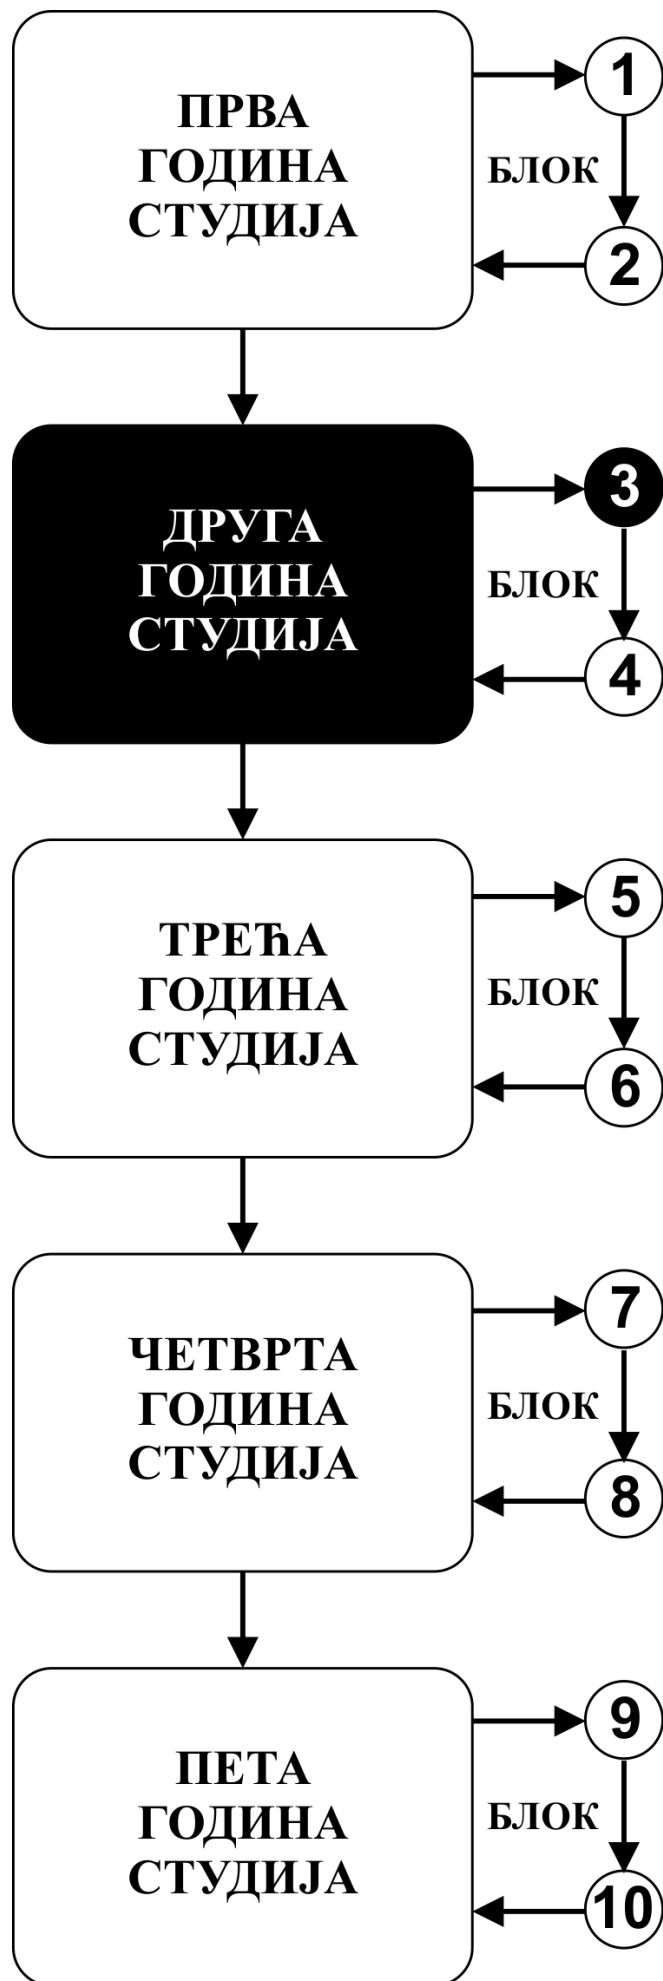 ПРВА
ГОДИНА
СТУДИЈА
1
БЛОК
2
ДРУГА
ГОДИНА
СТУДИЈА
3
БЛОК
4
ТРЕЋА
ГОДИНА
СТУДИЈА
5
БЛОК
6
ЧЕТВРТА
ГОДИНА
СТУДИЈА
7
БЛОК
8
ПЕТА
ГОДИНА
СТУДИЈА
9
БЛОК
10